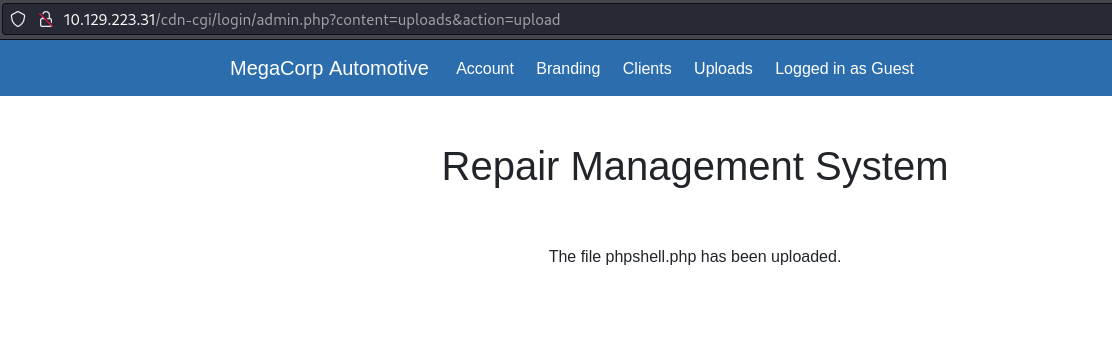 10.129.223.31/cdn-cgi/login/admin.php?content=uploads&action=upload
MegaCorp Automotive Account Branding Clients Uploads Logged in as Guest
Repair Management System
The file phpshell.php has been uploaded.